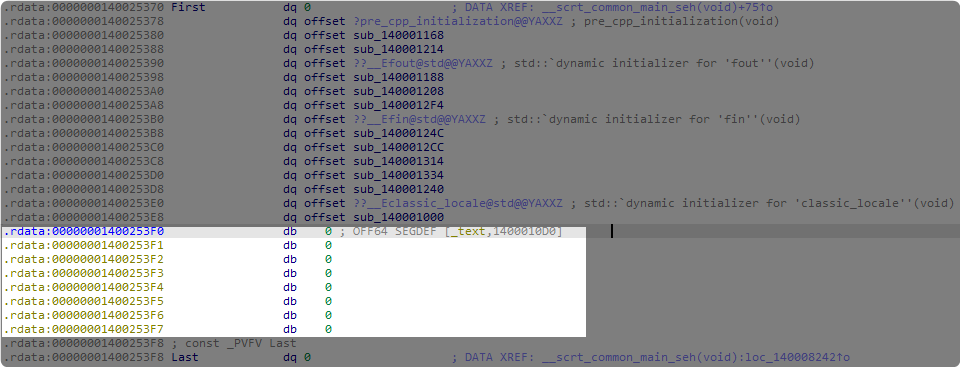 .rdata:0000000140025370 First dq 0 ; DATA XREF: __scrt_common_main_seh(void)+75↑o
.rdata:0000000140025378 dq offset ?pre_cpp_initialization@@YAXXZ ; pre_cpp_initialization(void)
.rdata:0000000140025380 dq offset sub_140001168
.rdata:0000000140025388 dq offset sub_140001214
.rdata:0000000140025390 dq offset ??__Efout@std@@YAXXZ ; std::`dynamic initializer for 'fout''(void)
.rdata:0000000140025398 dq offset sub_140001188
.rdata:00000001400253A0 dq offset sub_140001208
.rdata:00000001400253A8 dq offset sub_1400012F4
.rdata:00000001400253B0 dq offset ??__Efin@std@@YAXXZ ; std::`dynamic initializer for 'fin''(void)
.rdata:00000001400253B8 dq offset sub_14000124C
.rdata:00000001400253C0 dq offset sub_1400012CC
.rdata:00000001400253C8 dq offset sub_140001314
.rdata:00000001400253D0 dq offset sub_140001334
.rdata:00000001400253D8 dq offset sub_140001240
.rdata:00000001400253E0 dq offset ??__Eclassic_locale@std@@YAXXZ ; std::`dynamic initializer for 'classic_locale''(void)
.rdata:00000001400253E8 dq offset sub_140001000
.rdata:00000001400253F0 db 0 ; OFF64 SEGDEF [_text,1400010D0]
.rdata:00000001400253F1 db 0
.rdata:00000001400253F2 db 0
.rdata:00000001400253F3 db 0
.rdata:00000001400253F4 db 0
.rdata:00000001400253F5 db 0
.rdata:00000001400253F6 db 0
.rdata:00000001400253F7 db 0
.rdata:00000001400253F8 ; const _PVFV Last
.rdata:00000001400253F8 Last dq 0 ; DATA XREF: __scrt_common_main_seh(void):loc_140008242↑o